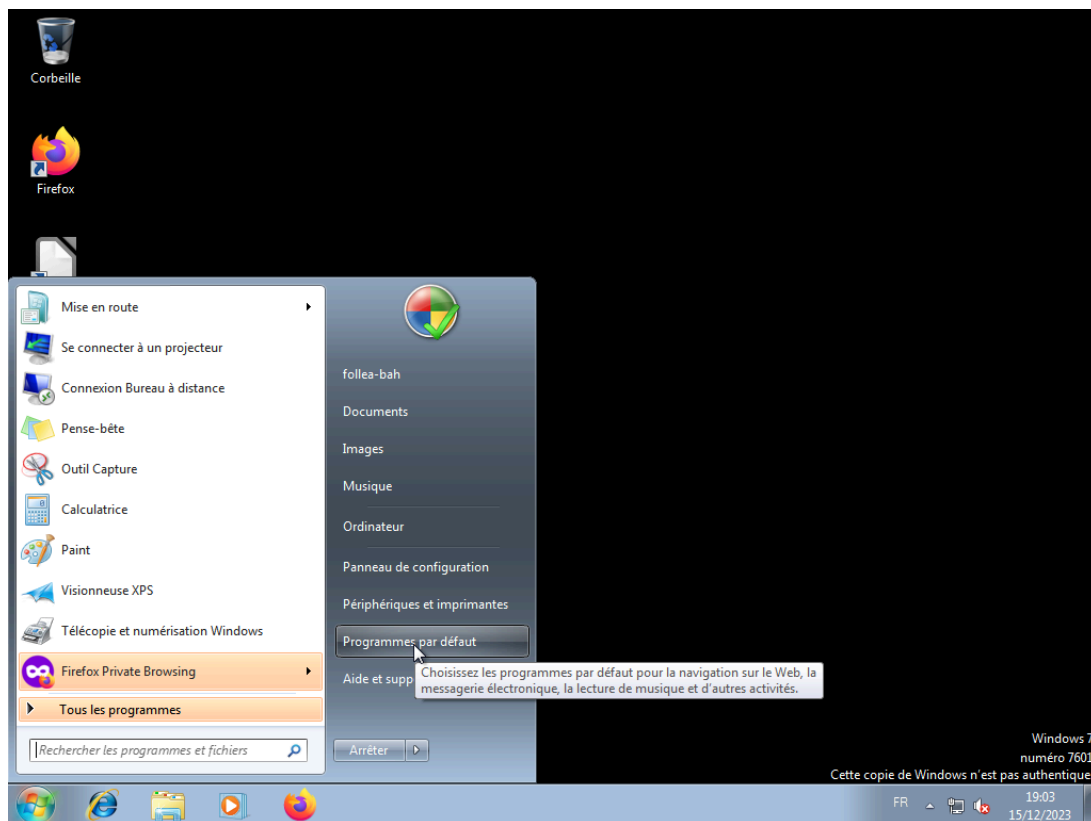 Corbeille
Firefox
Mise en route
Se connecter à un projecteur
Connexion Bureau à distance
Pense-bête
Outil Capture
Calculatrice
Paint
Visionneuse XPS
Télécopie et numérisation Windows
Firefox Private Browsing
Tous les programmes
Rechercher les programmes et fichiers
follea-bah
Documents
Images
Musique
Ordinateur
Panneau de configuration
Périphériques et imprimantes
Programmes par défaut
Aide et supp
Choisissez les programmes par défaut pour la navigation sur le Web, la
messagerie électronique, la lecture de musique et d'autres activités.
Arrêter
Windows 7
numéro 7601
Cette copie de Windows n'est pas authentique
FR
19:03
15/12/2023